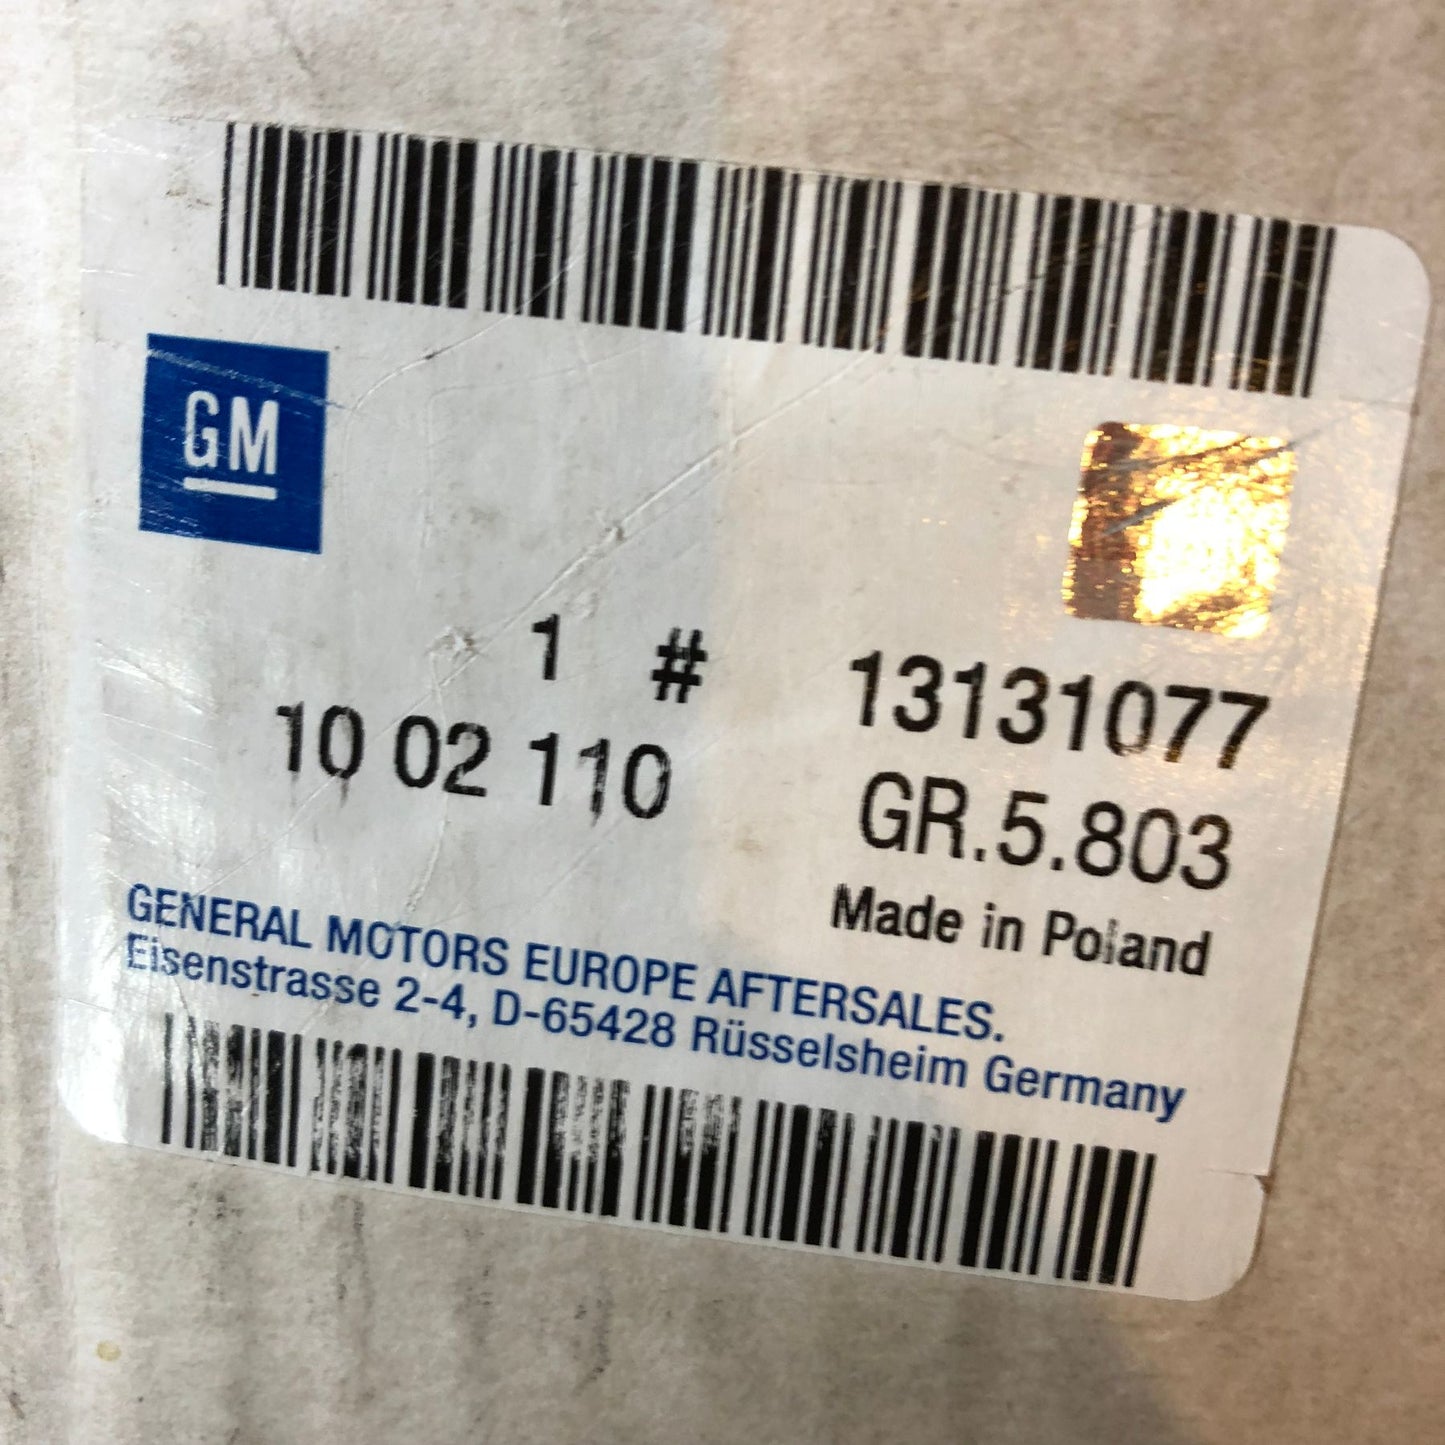 GM
1 # 13131077
10 02 110 GR.5.803
Made in Poland
GENERAL MOTORS EUROPE AFTERSALES.
Eisenstrasse 2-4, D-65428 Rüsselsheim Germany